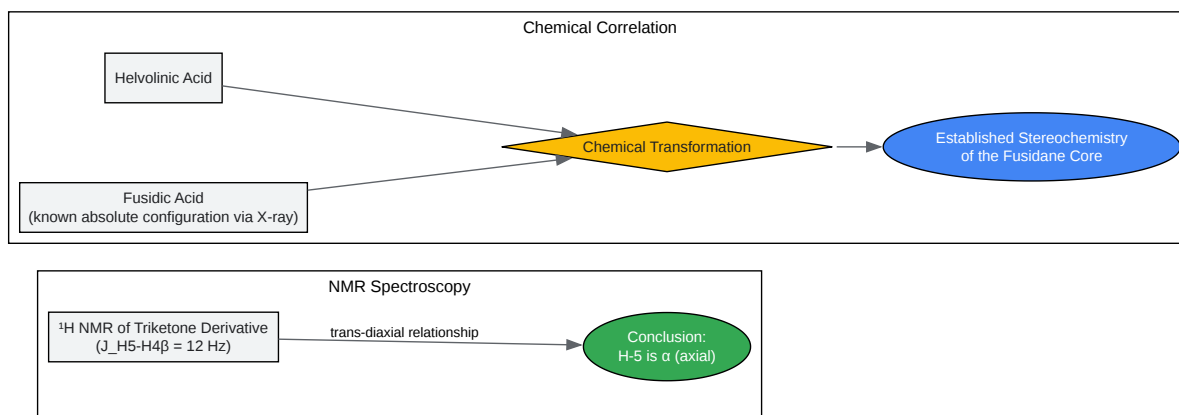 Chemical Correlation
Helvolinic Acid
Chemical Transformation
Established Stereochemistry
of the Fusidane Core
Fusidic Acid
(known absolute configuration via X-ray)
NMR Spectroscopy
¹H NMR of Triketone Derivative
(J_H5-H4β = 12 Hz)
trans-diaxial relationship
Conclusion:
H-5 is α (axial)